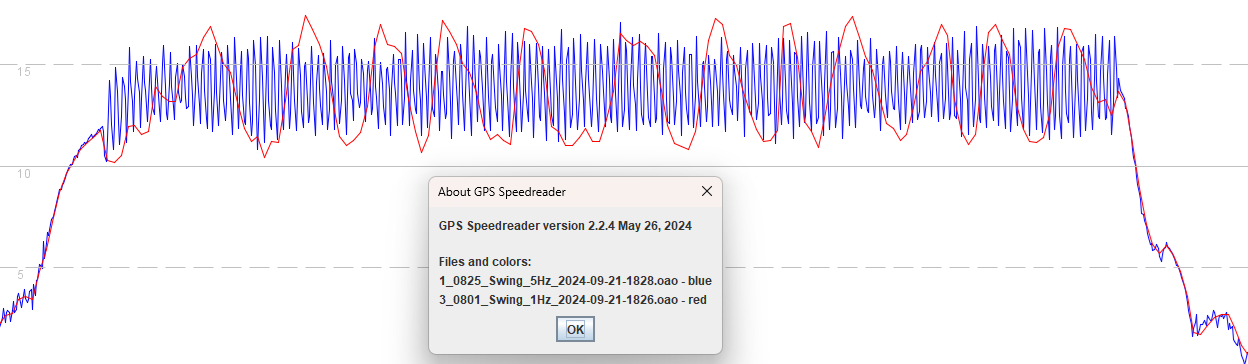 15
10
About GPS Speedreader
GPS Speedreader version 2.2.4 May 26, 2024
Files and colors:
5
1_0825_Swing_5Hz_2024-09-21-1828.oao - blue
3_0801_Swing_1Hz_2024-09-21-1826.oao - red
OK